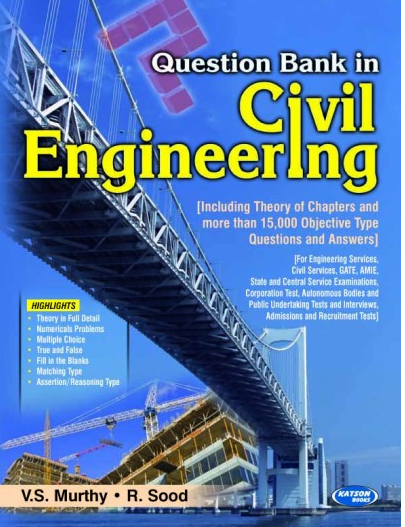 Question Bank in
Civil
Engineering
[Including Theory of Chapters and
more than 15,000 Objective Type
Questions and Answers]
[For Engineering Services,
Civil Services, GATE, AMIE,
State and Central Service Examinations,
Corporation Test, Autonomous Bodies and
Public Undertaking Tests and Interviews,
Admissions and Recruitment Tests]
HIGHLIGHTS
• Theory in Full Detail
• Numericals Problems
• Multiple Choice
• True and False
• Fill in the Blanks
• Matching Type
• Assertion/Reasoning Type
V.S. Murthy • R. Sood
KATSON
BOOKS